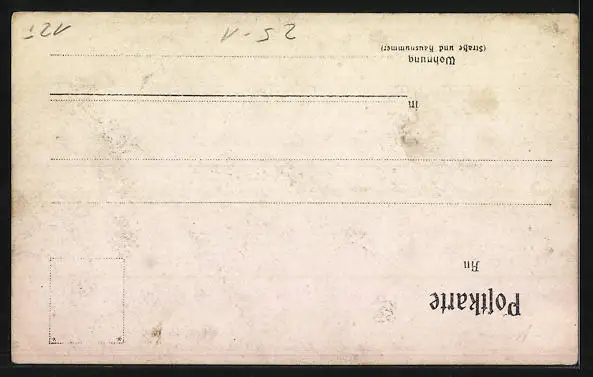 Poſtkarte
An
in
Wohnung
(Straße und Hausnummer)